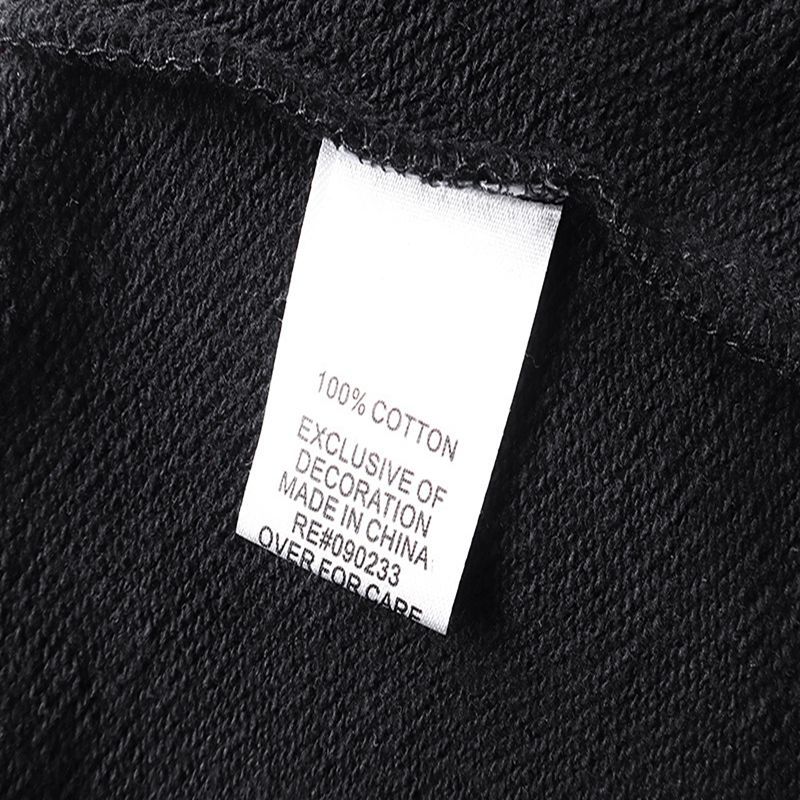 100% COTTON
EXCLUSIVE OF
DECORATION
MADE IN CHINA
RE#090233
OVER FOR CARE